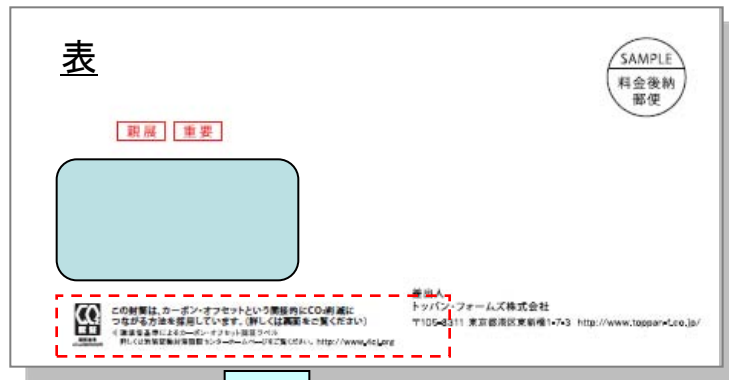 表
SAMPLE
料金後納
郵便
親展 重要
この封筒は、カーボン・オフセットという間接的にCO₂削減に
つながる方法を採用しています。(詳しくは裏面をご覧ください)
差出人
トッパン・フォームズ株式会社
〒105-8311 東京都港区東新橋1-7-3 http://www.toppan-f.co.jp/